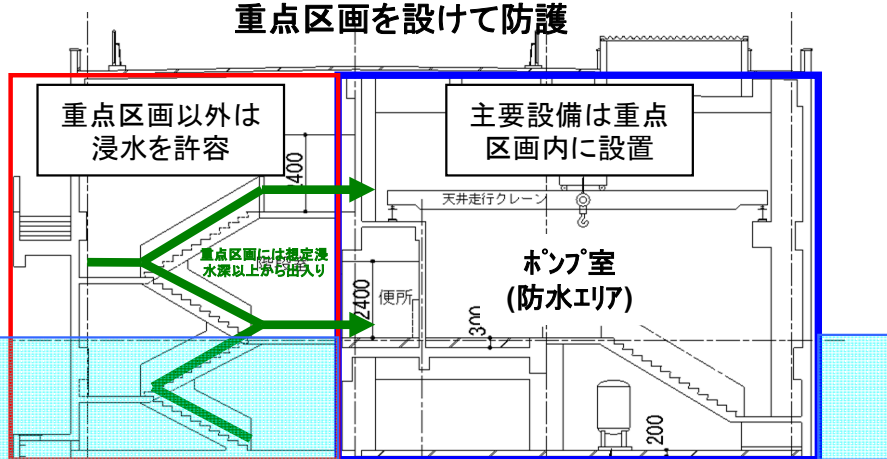 重点区画を設けて防護
重点区画以外は
浸水を許容
主要設備は重点
区画内に設置
2400
天井走行クレーン
重点区画には想定浸
水深以上から出入り
階段室
ポンプ室
(防水エリア)
2400
便所
300
200